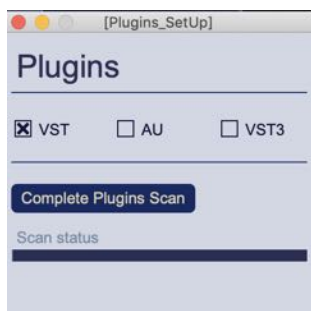 [Plugins_SetUp]
Plugins
VST AU VST3
Complete Plugins Scan
Scan status